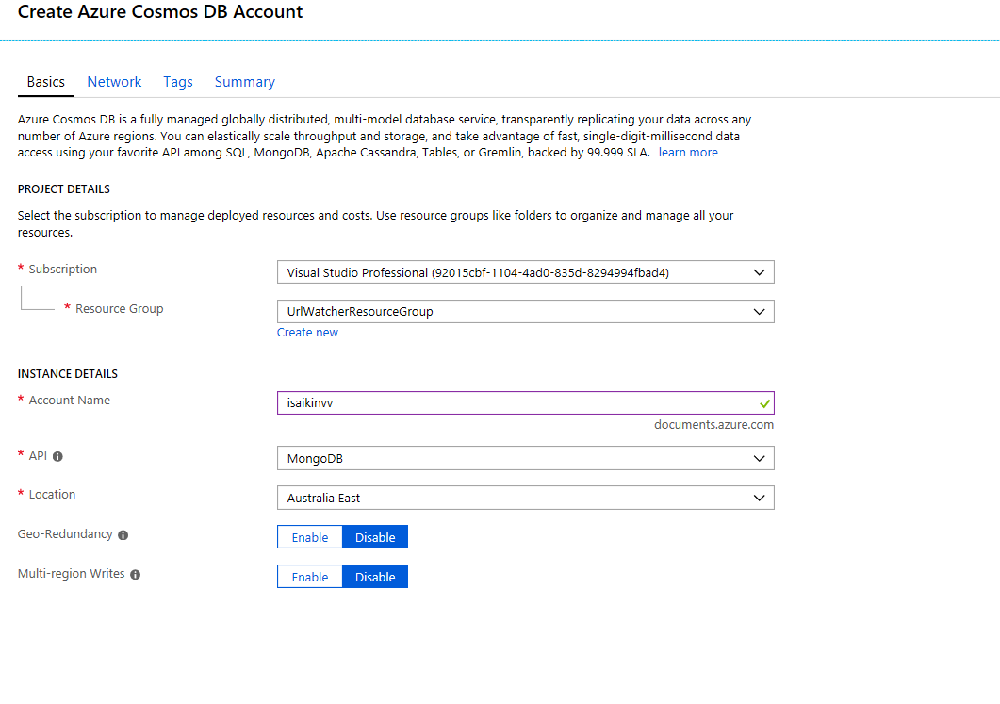 Create Azure Cosmos DB Account
Basics Network Tags Summary
Azure Cosmos DB is a fully managed globally distributed, multi-model database service, transparently replicating your data across any
number of Azure regions. You can elastically scale throughput and storage, and take advantage of fast, single-digit-millisecond data
access using your favorite API among SQL, MongoDB, Apache Cassandra, Tables, or Gremlin, backed by 99.999 SLA. learn more
PROJECT DETAILS
Select the subscription to manage deployed resources and costs. Use resource groups like folders to organize and manage all your
resources.
* Subscription Visual Studio Professional (92015cbf-1104-4ad0-835d-8294994fbad4)
* Resource Group UrlWatcherResourceGroup
Create new
INSTANCE DETAILS
* Account Name isaikinvv
documents.azure.com
* API MongoDB
* Location Australia East
Geo-Redundancy Enable Disable
Multi-region Writes Enable Disable